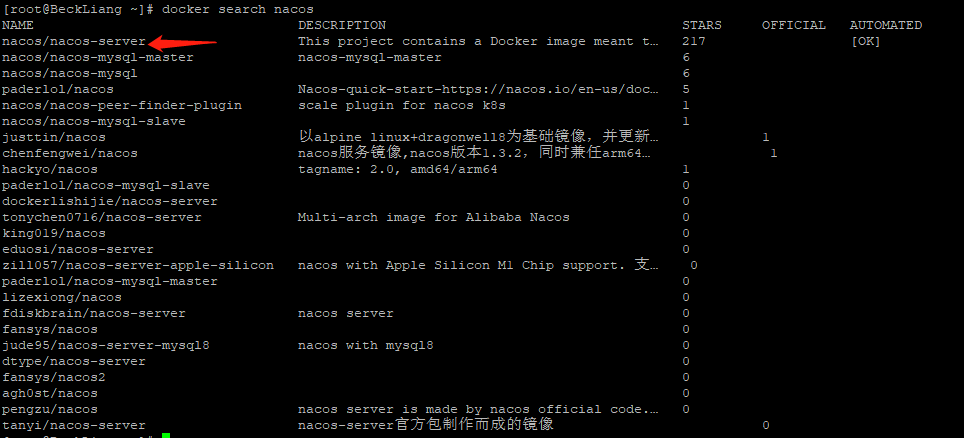 [root@BeckLiang ~]# docker search nacos
NAME DESCRIPTION STARS OFFICIAL AUTOMATED
nacos/nacos-server This project contains a Docker image meant t… 217 [OK]
nacos/nacos-mysql-master nacos-mysql-master 6
nacos/nacos-mysql 6
paderlol/nacos Nacos-quick-start-https://nacos.io/en-us/doc… 5
nacos/nacos-peer-finder-plugin scale plugin for nacos k8s 1
nacos/nacos-mysql-slave 1
justtin/nacos 以alpine linux+dragonwell8为基础镜像，并更新… 1
chenfengwei/nacos nacos服务镜像,nacos版本1.3.2，同时兼任arm64… 1
hackyo/nacos tagname: 2.0, amd64/arm64 1
paderlol/nacos-mysql-slave 0
dockerlishijie/nacos-server 0
tonychen0716/nacos-server Multi-arch image for Alibaba Nacos 0
king019/nacos 0
eduosi/nacos-server 0
zill057/nacos-server-apple-silicon nacos with Apple Silicon M1 Chip support. 支… 0
paderlol/nacos-mysql-master 0
lizexiong/nacos 0
fdiskbrain/nacos-server nacos server 0
fansys/nacos 0
jude95/nacos-server-mysql8 nacos with mysql8 0
dtype/nacos-server 0
fansys/nacos2 0
agh0st/nacos 0
pengzu/nacos nacos server is made by nacos official code.… 0
tanyi/nacos-server nacos-server官方包制作而成的镜像 0